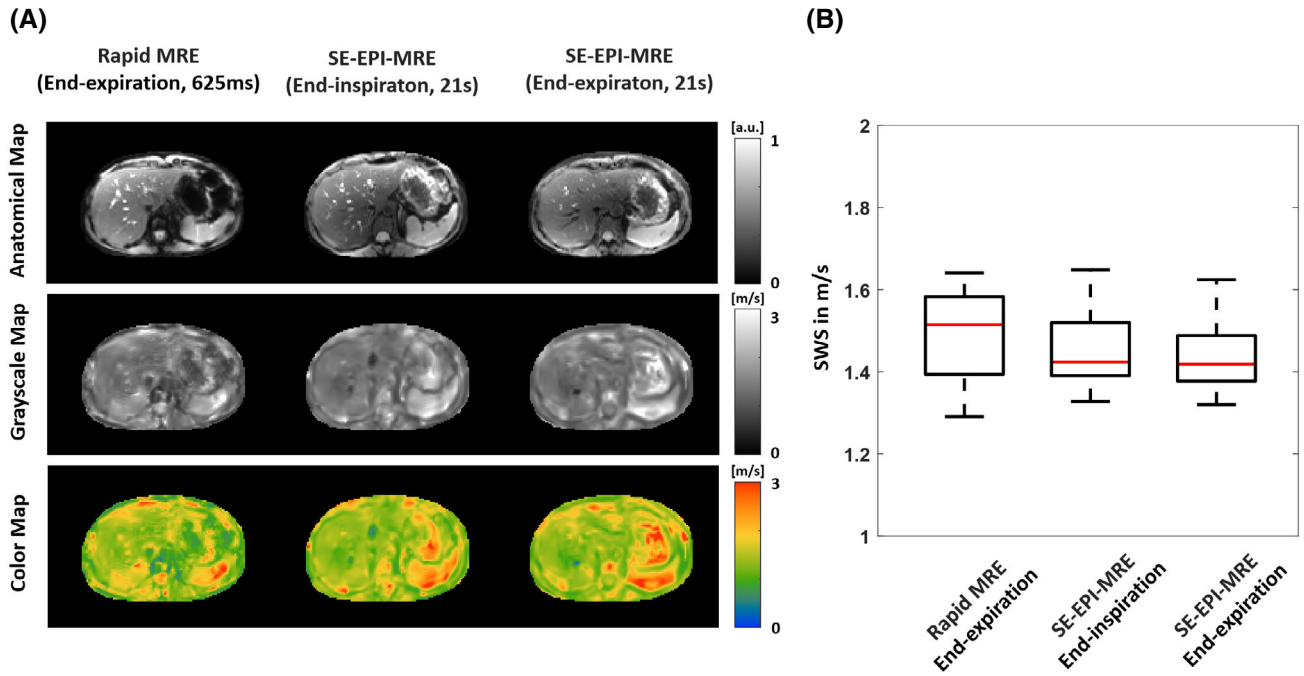 (A)
Rapid MRE
(End-expiration, 625ms)
SE-EPI-MRE
(End-inspiraton, 21s)
SE-EPI-MRE
(End-expiraton, 21s)
Anatomical Map
[a.u.]
1
0
Grayscale Map
[m/s]
3
0
Color Map
[m/s]
3
0
(B)
SWS in m/s
2
1.8
1.6
1.4
1.2
1
Rapid MRE
End-expiration
SE-EPI-MRE
End-inspiration
SE-EPI-MRE
End-expiration